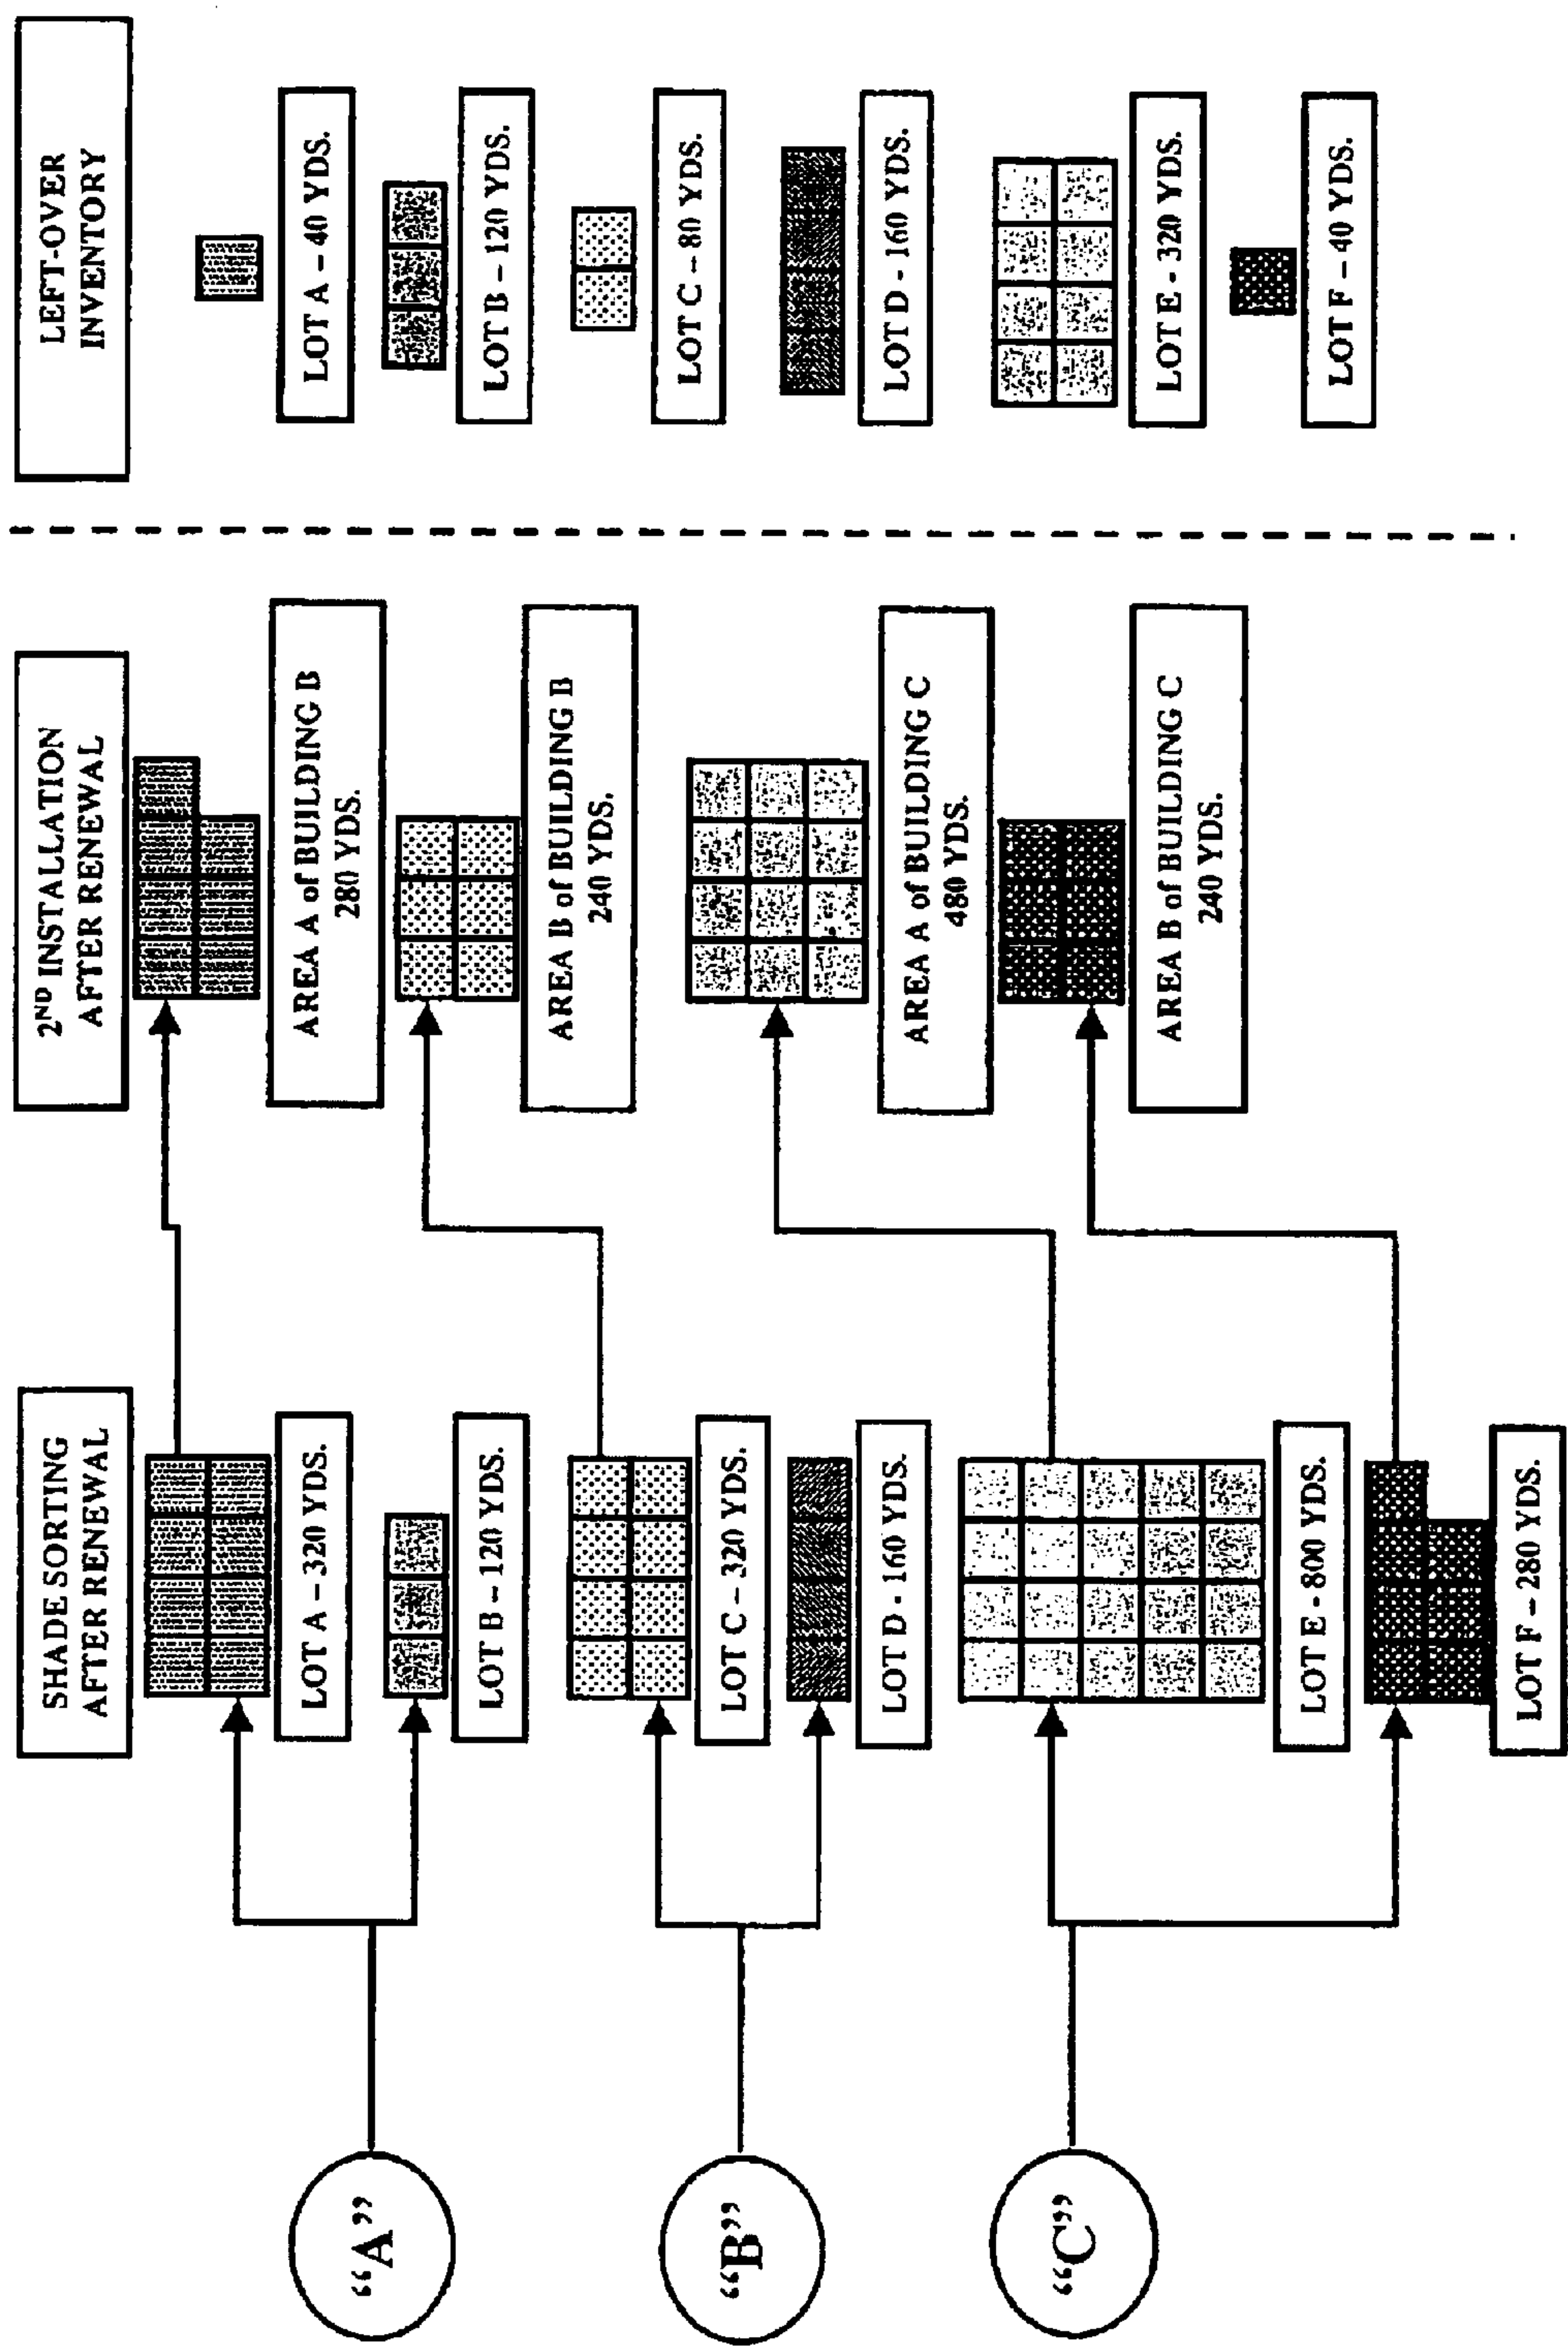 "A"
"B"
"C"
SHADE SORTING
AFTER RENEWAL
LOT A – 320 YDS.
LOT B – 120 YDS.
LOT C – 320 YDS.
LOT D - 160 YDS.
LOT E - 800 YDS.
LOT F – 280 YDS.
2ND INSTALLATION
AFTER RENEWAL
AREA A of BUILDING B
280 YDS.
AREA B of BUILDING B
240 YDS.
AREA A of BUILDING C
480 YDS.
AREA B of BUILDING C
240 YDS.
LEFT-OVER
INVENTORY
LOT A – 40 YDS.
LOT B – 120 YDS.
LOT C – 80 YDS.
LOT D - 160 YDS.
LOT E - 320 YDS.
LOT F – 40 YDS.